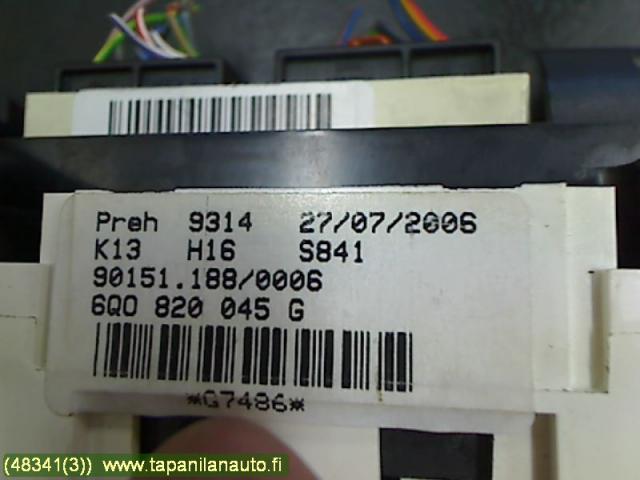 Preh 9314 27/07/2006
K13 H16 S841
90151.188/0006
6Q0 820 045 G
*G7486*
(48341(3)) www.tapanilanauto.fi